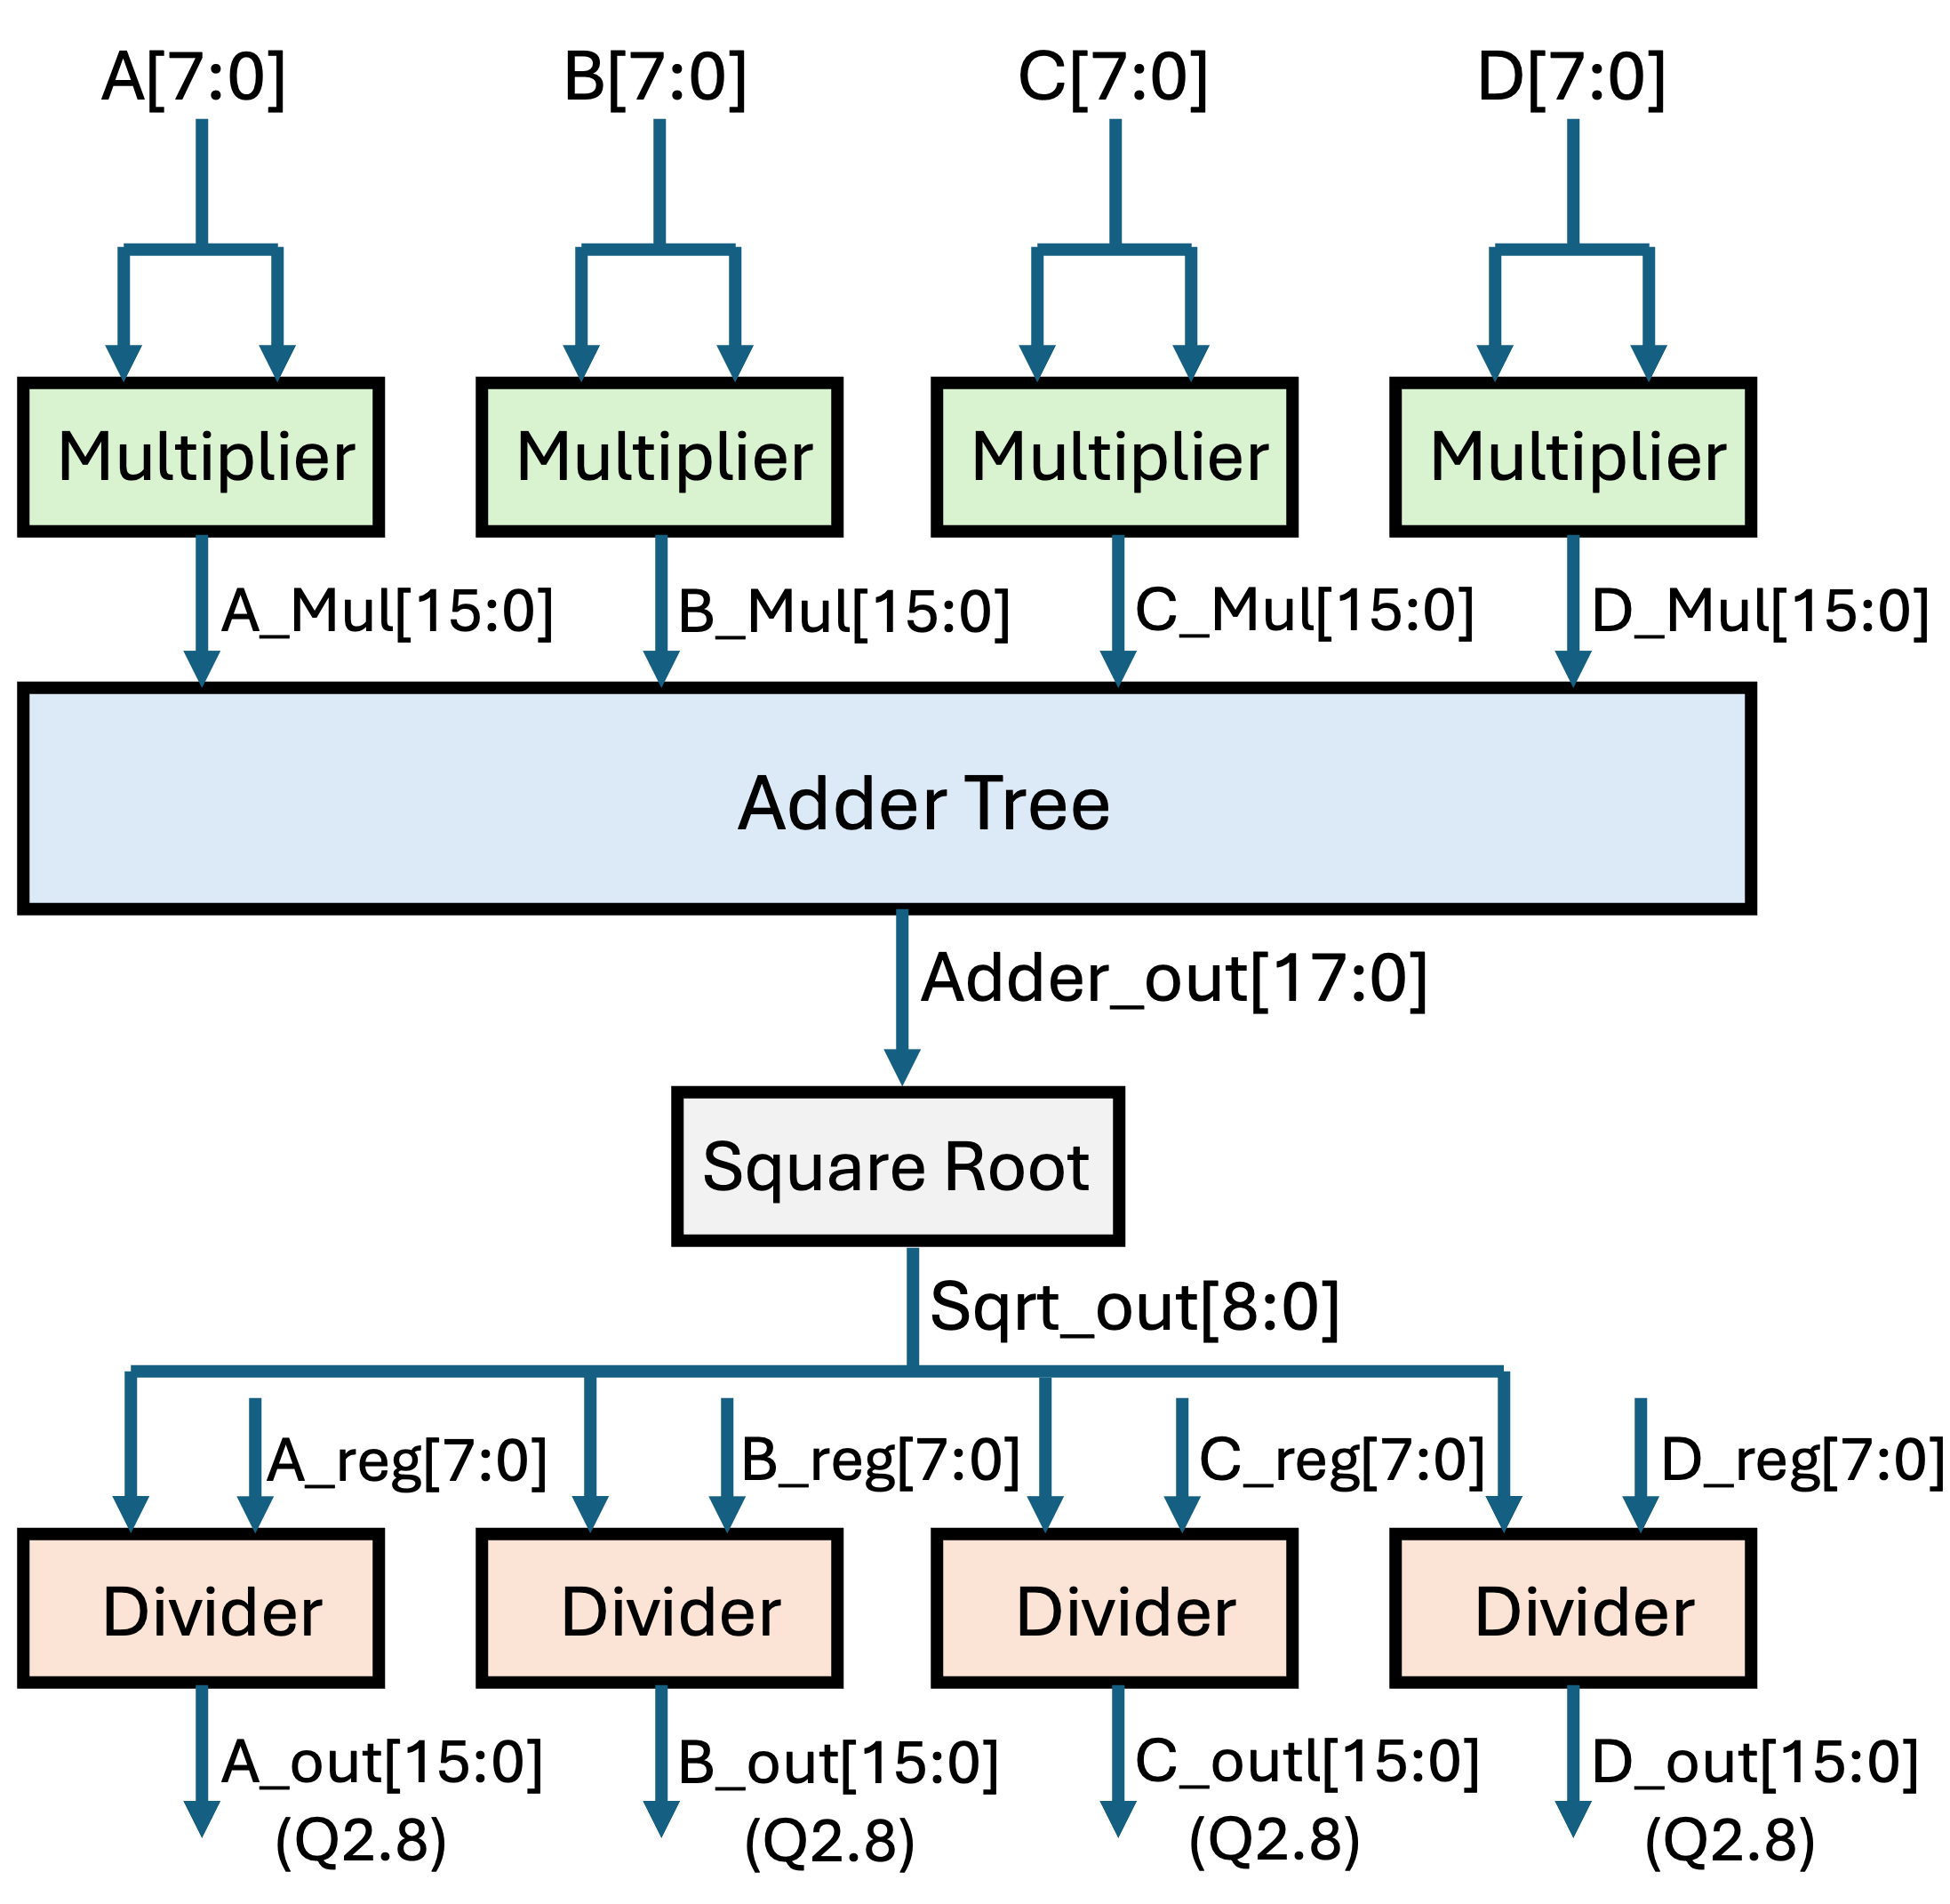 A[7:0]
B[7:0]
C[7:0]
D[7:0]
Multiplier
Multiplier
Multiplier
Multiplier
A_Mul[15:0]
B_Mul[15:0]
C_Mul[15:0]
D_Mul[15:0]
Adder Tree
Adder_out[17:0]
Square Root
Sqrt_out[8:0]
A_reg[7:0]
B_reg[7:0]
C_reg[7:0]
D_reg[7:0]
Divider
Divider
Divider
Divider
A_out[15:0]
B_out[15:0]
C_outl[15:0]
D_out[15:0]
(Q2.8)
(Q2.8)
(Q2.8)
(Q2.8)